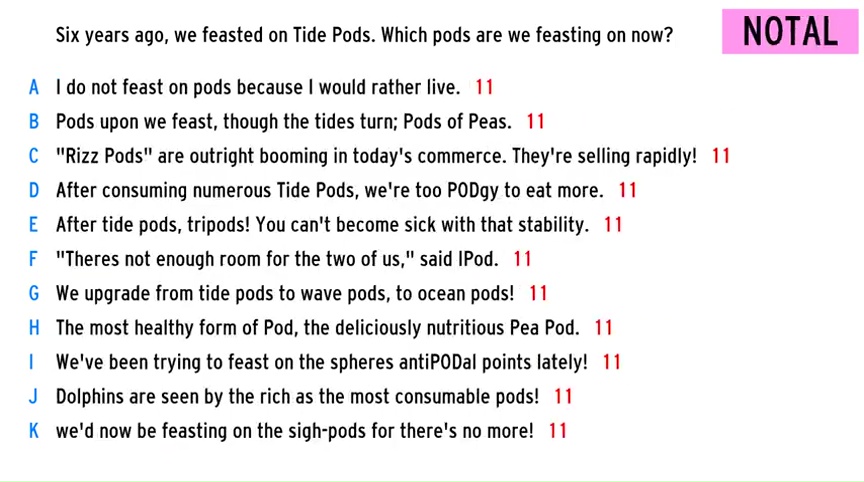 Six years ago, we feasted on Tide Pods. Which pods are we feasting on now?
NOTAL
A I do not feast on pods because I would rather live. 11
B Pods upon we feast, though the tides turn; Pods of Peas. 11
C "Rizz Pods" are outright booming in today's commerce. They're selling rapidly! 11
D After consuming numerous Tide Pods, we're too PODgy to eat more. 11
E After tide pods, tripods! You can't become sick with that stability. 11
F "Theres not enough room for the two of us," said IPod. 11
G We upgrade from tide pods to wave pods, to ocean pods! 11
H The most healthy form of Pod, the deliciously nutritious Pea Pod. 11
I We've been trying to feast on the spheres antiPODal points lately! 11
J Dolphins are seen by the rich as the most consumable pods! 11
K we'd now be feasting on the sigh-pods for there's no more! 11